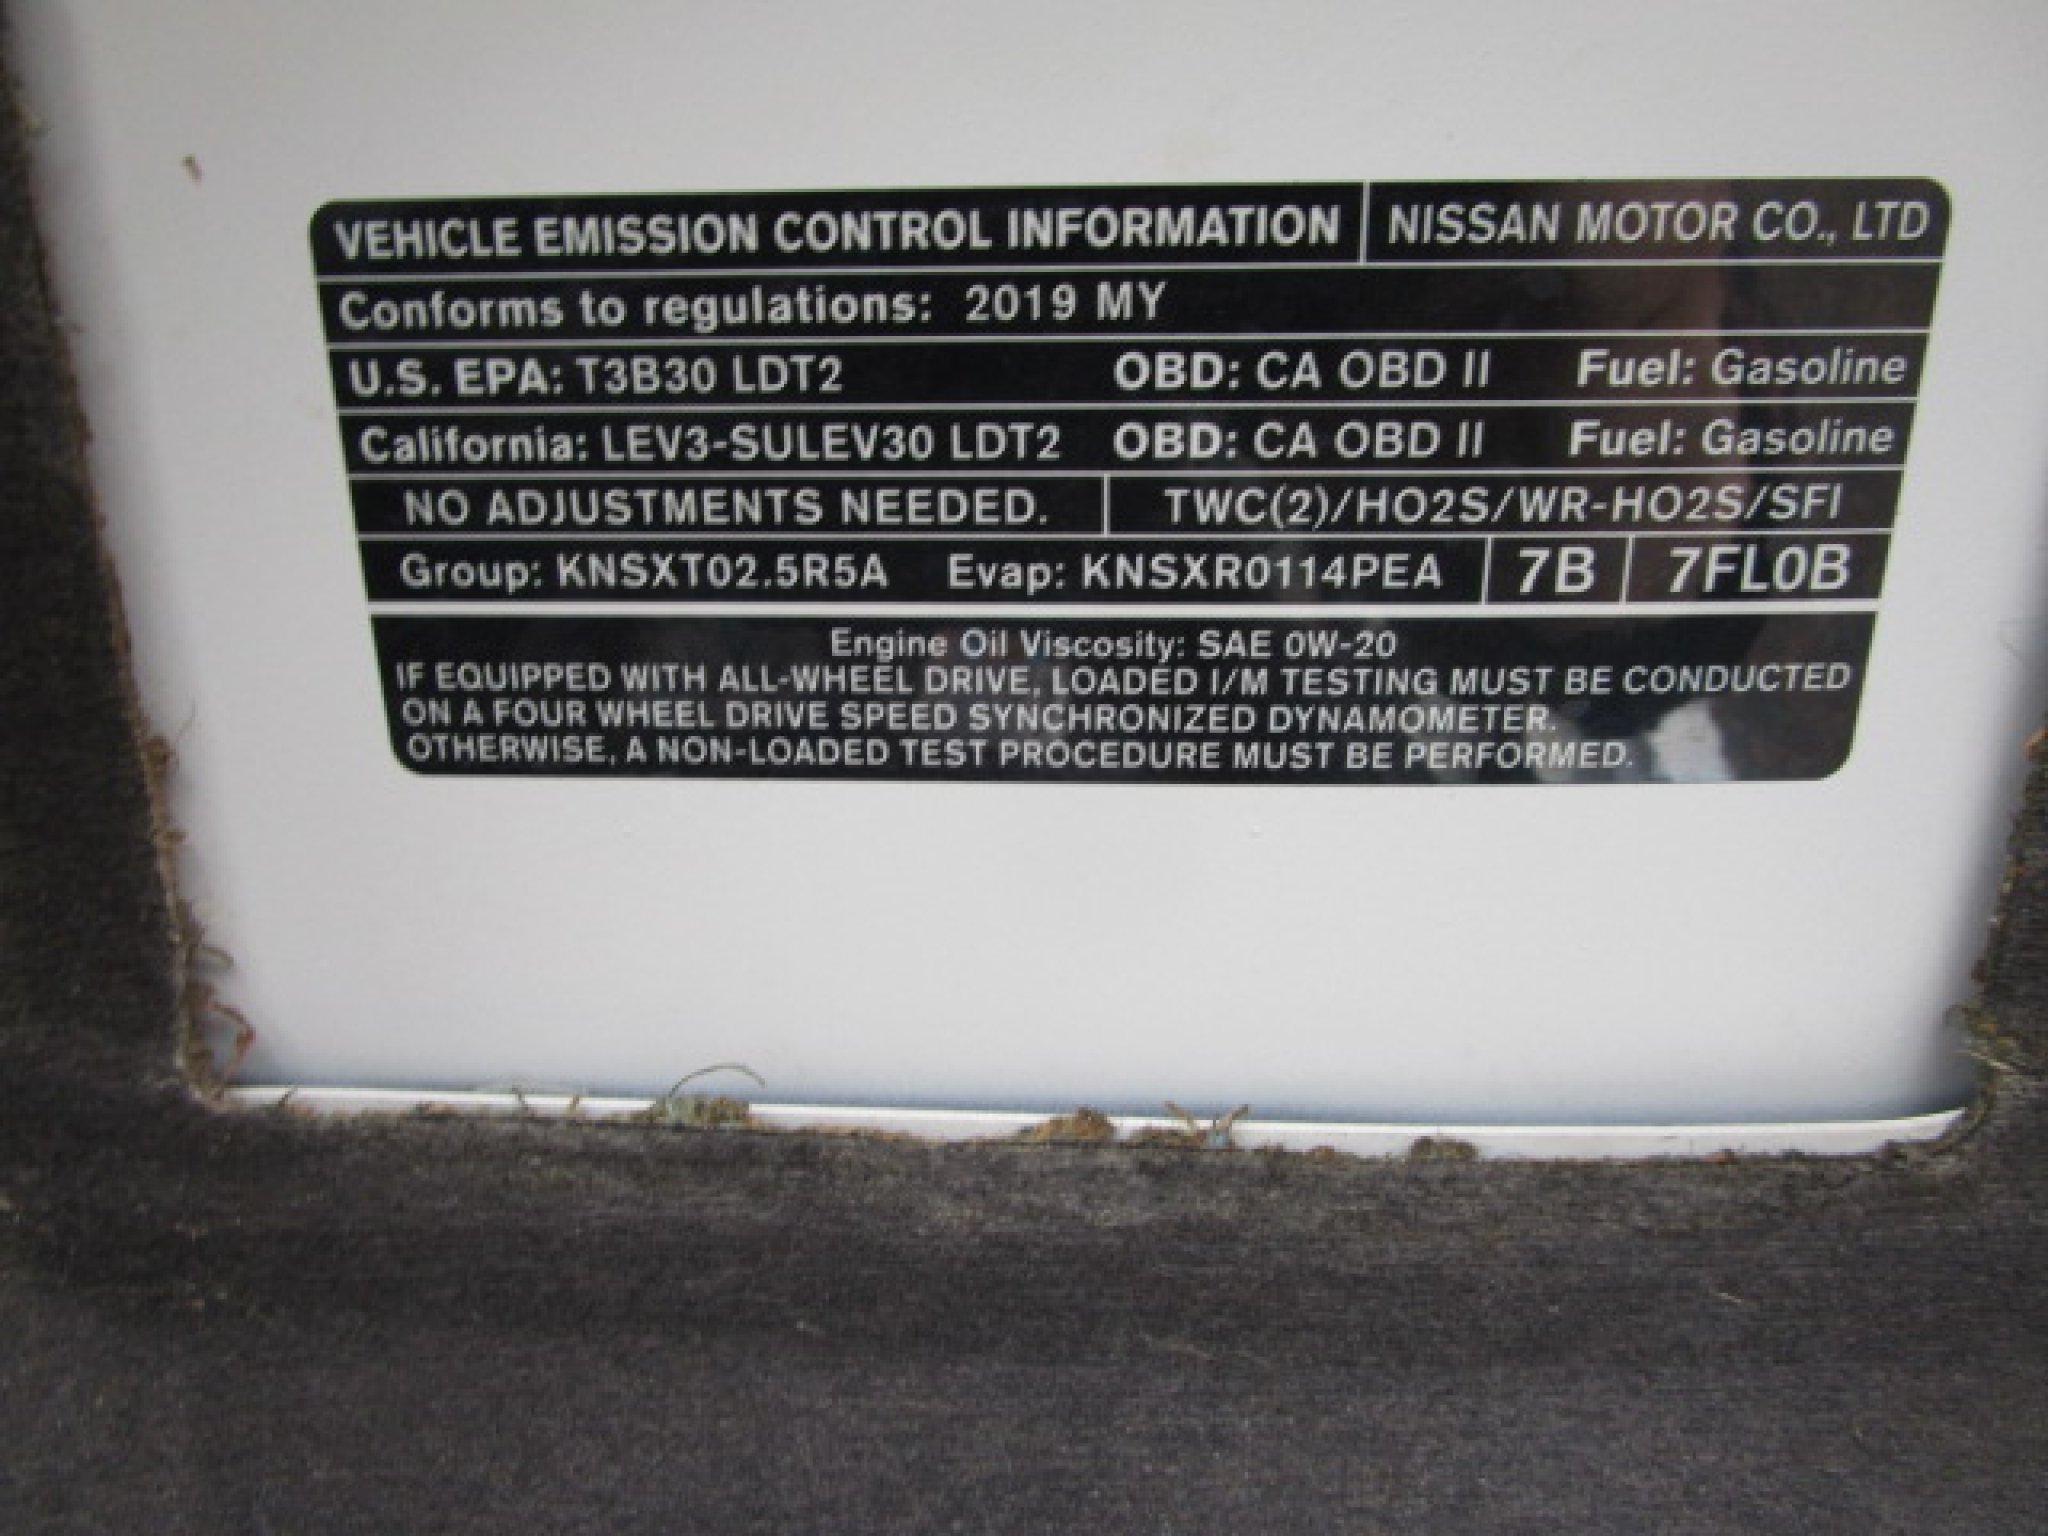 VEHICLE EMISSION CONTROL INFORMATION NISSAN MOTOR CO., LTD
Conforms to regulations: 2019 MY
U.S. EPA: T3B30 LDT2 OBD: CA OBD II Fuel: Gasoline
California: LEV3-SULEV30 LDT2 OBD: CA OBD II Fuel: Gasoline
NO ADJUSTMENTS NEEDED. TWC(2)/HO2S/WR-HO2S/SFI
Group: KNSXT02.5R5A Evap: KNSXR0114PEA 7B 7FL0B
Engine Oil Viscosity: SAE 0W-20
IF EQUIPPED WITH ALL-WHEEL DRIVE, LOADED I/M TESTING MUST BE CONDUCTED
ON A FOUR WHEEL DRIVE SPEED SYNCHRONIZED DYNAMOMETER.
OTHERWISE, A NON-LOADED TEST PROCEDURE MUST BE PERFORMED.